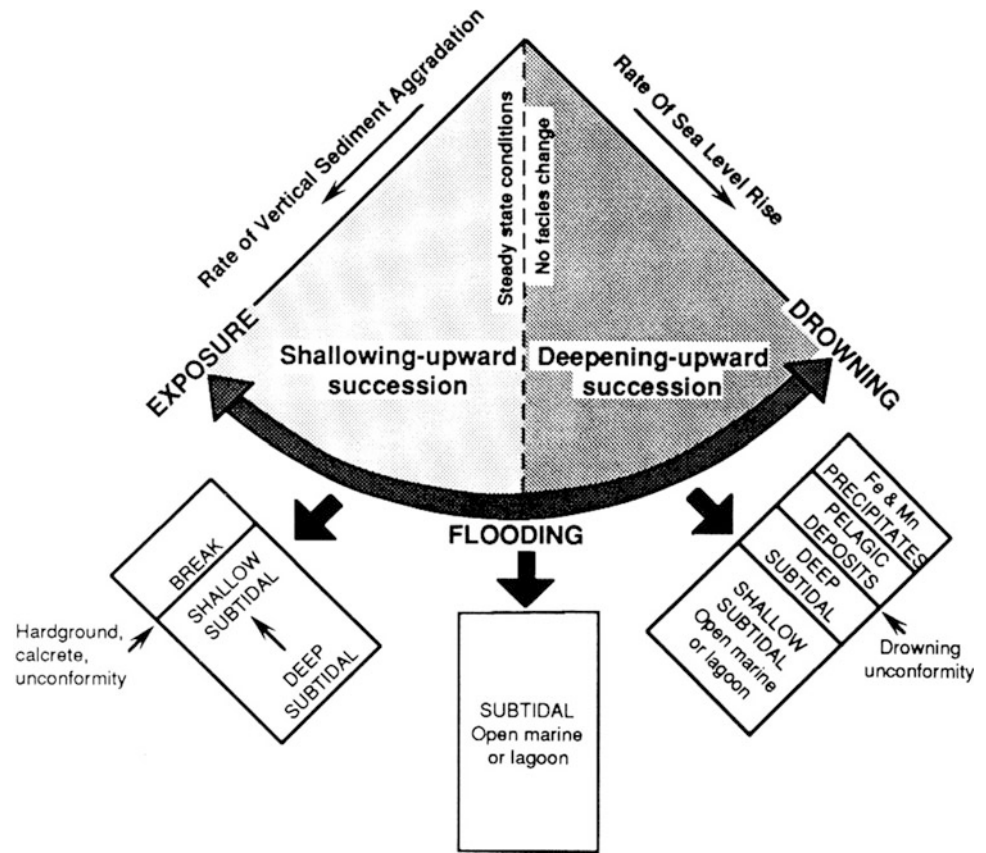 Rate of Vertical Sediment Aggradation
Rate Of Sea Level Rise
Steady state conditions
No facies change
EXPOSURE
Shallowing-upward
succession
Deepening-upward
succession
DROWNING
FLOODING
BREAK
SHALLOW
SUBTIDAL
DEEP
SUBTIDAL
Hardground,
calcrete,
unconformity
SUBTIDAL
Open marine
or lagoon
Fe & Mn
PRECIPITATES
PELAGIC
DEPOSITS
DEEP
SUBTIDAL
SHALLOW
SUBTIDAL
Open marine
or lagoon
Drowning
unconformity